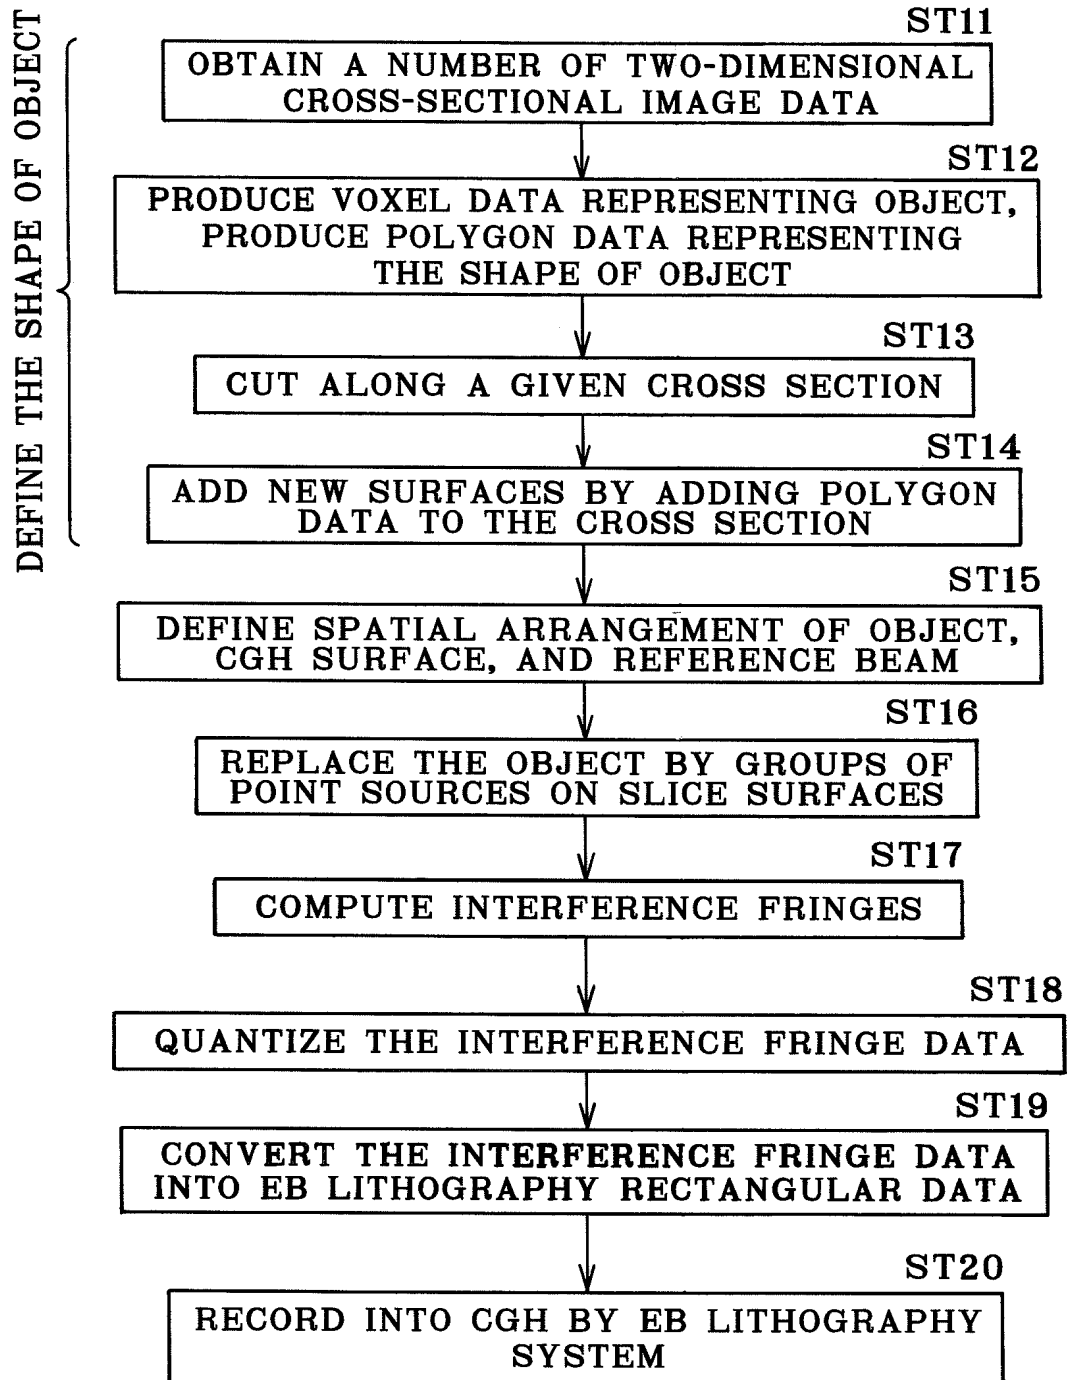 DEFINE THE SHAPE OF OBJECT
ST11
OBTAIN A NUMBER OF TWO-DIMENSIONAL
CROSS-SECTIONAL IMAGE DATA
ST12
PRODUCE VOXEL DATA REPRESENTING OBJECT,
PRODUCE POLYGON DATA REPRESENTING
THE SHAPE OF OBJECT
ST13
CUT ALONG A GIVEN CROSS SECTION
ST14
ADD NEW SURFACES BY ADDING POLYGON
DATA TO THE CROSS SECTION
ST15
DEFINE SPATIAL ARRANGEMENT OF OBJECT,
CGH SURFACE, AND REFERENCE BEAM
ST16
REPLACE THE OBJECT BY GROUPS OF
POINT SOURCES ON SLICE SURFACES
ST17
COMPUTE INTERFERENCE FRINGES
ST18
QUANTIZE THE INTERFERENCE FRINGE DATA
ST19
CONVERT THE INTERFERENCE FRINGE DATA
INTO EB LITHOGRAPHY RECTANGULAR DATA
ST20
RECORD INTO CGH BY EB LITHOGRAPHY
SYSTEM